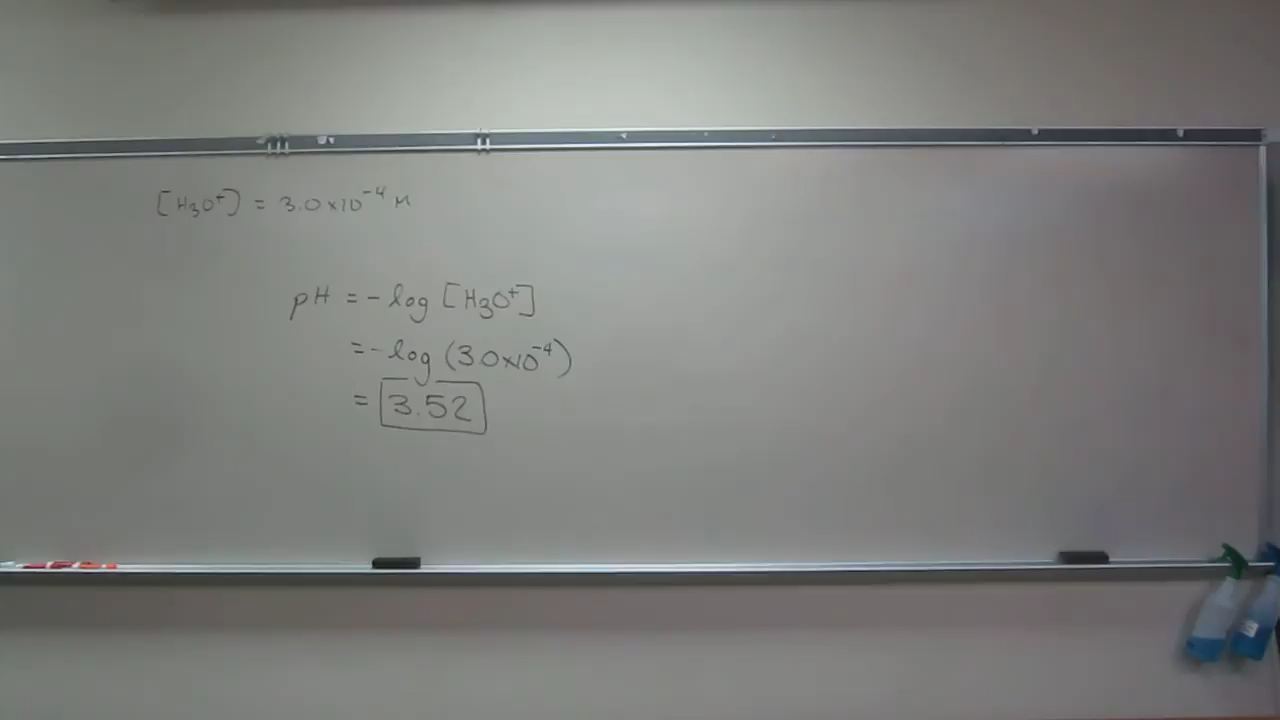 [H₃O⁺] = 3.0×10⁻⁴ M
pH = -log [H₃O⁺]
= -log (3.0×10⁻⁴)
= 3.52